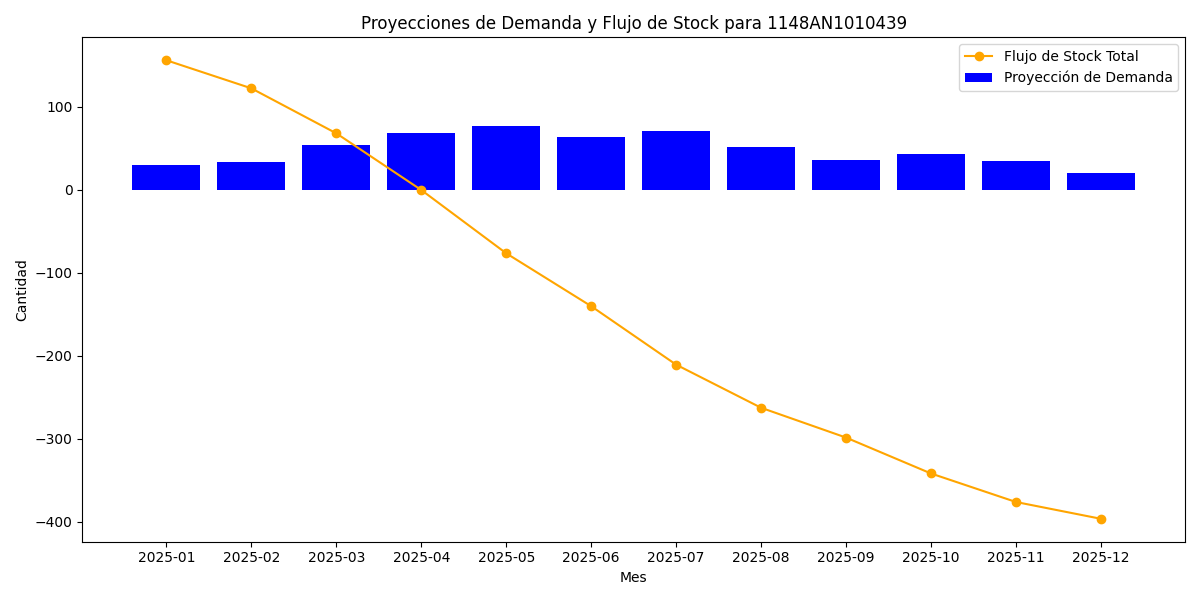 Proyecciones de Demanda y Flujo de Stock para 1148AN1010439
Flujo de Stock Total
Proyección de Demanda
Cantidad
100
0
−100
−200
−300
−400
2025-01 2025-02 2025-03 2025-04 2025-05 2025-06 2025-07 2025-08 2025-09 2025-10 2025-11 2025-12
Mes